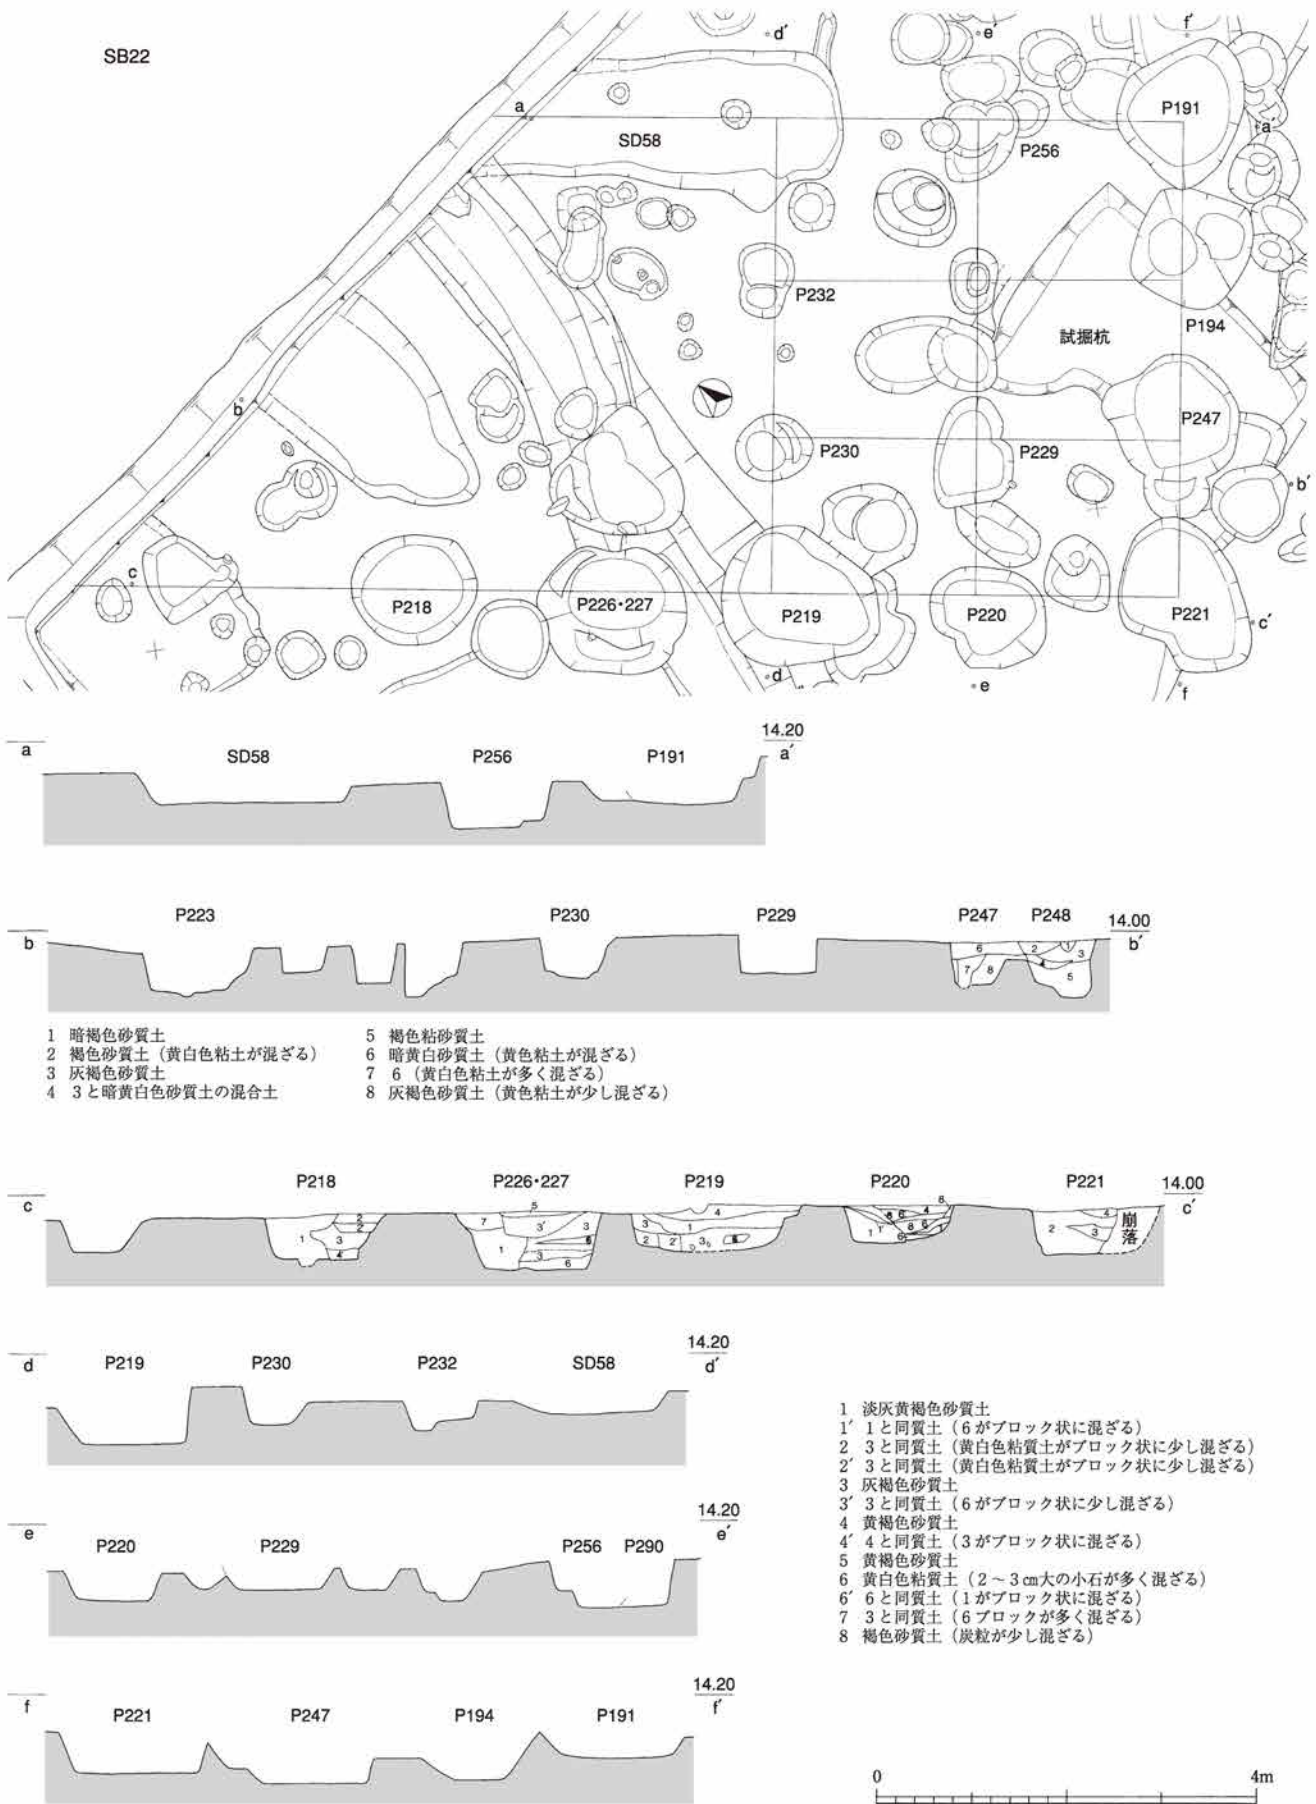 SB22
d'
e'
f'
a
P191
a'
SD58
P256
P232
P194
試掘杭
b
P247
P230
P229
b'
c
P218
P226・227
P219
P220
P221
c'
d
e
f
14.20
a
SD58
P256
P191
a'
P223
P230
P229
P247
P248
14.00
b
b'
6
2
1
3
7
8
4
5
1 暗褐色砂質土
2 褐色砂質土（黄白色粘土が混ざる）
3 灰褐色砂質土
4 3と暗黄白色砂質土の混合土
5 褐色粘砂質土
6 暗黄白砂質土（黄色粘土が混ざる）
7 6（黄白色粘土が多く混ざる）
8 灰褐色砂質土（黄色粘土が少し混ざる）
P218
P226・227
P219
P220
P221
14.00
c
c'
崩落
14.20
d
P219
P230
P232
SD58
d'
14.20
e
P220
P229
P256
P290
e'
14.20
f
P221
P247
P194
P191
f'
1 淡灰黄褐色砂質土
1' 1と同質土（6がブロック状に混ざる）
2 3と同質土（黄白色粘質土がブロック状に少し混ざる）
2' 3と同質土（黄白色粘質土がブロック状に少し混ざる）
3 灰褐色砂質土
3' 3と同質土（6がブロック状に少し混ざる）
4 黄褐色砂質土
4' 4と同質土（3がブロック状に混ざる）
5 黄褐色砂質土
6 黄白色粘質土（2～3㎝大の小石が多く混ざる）
6' 6と同質土（1がブロック状に混ざる）
7 3と同質土（6ブロックが多く混ざる）
8 褐色砂質土（炭粒が少し混ざる）
0
4m